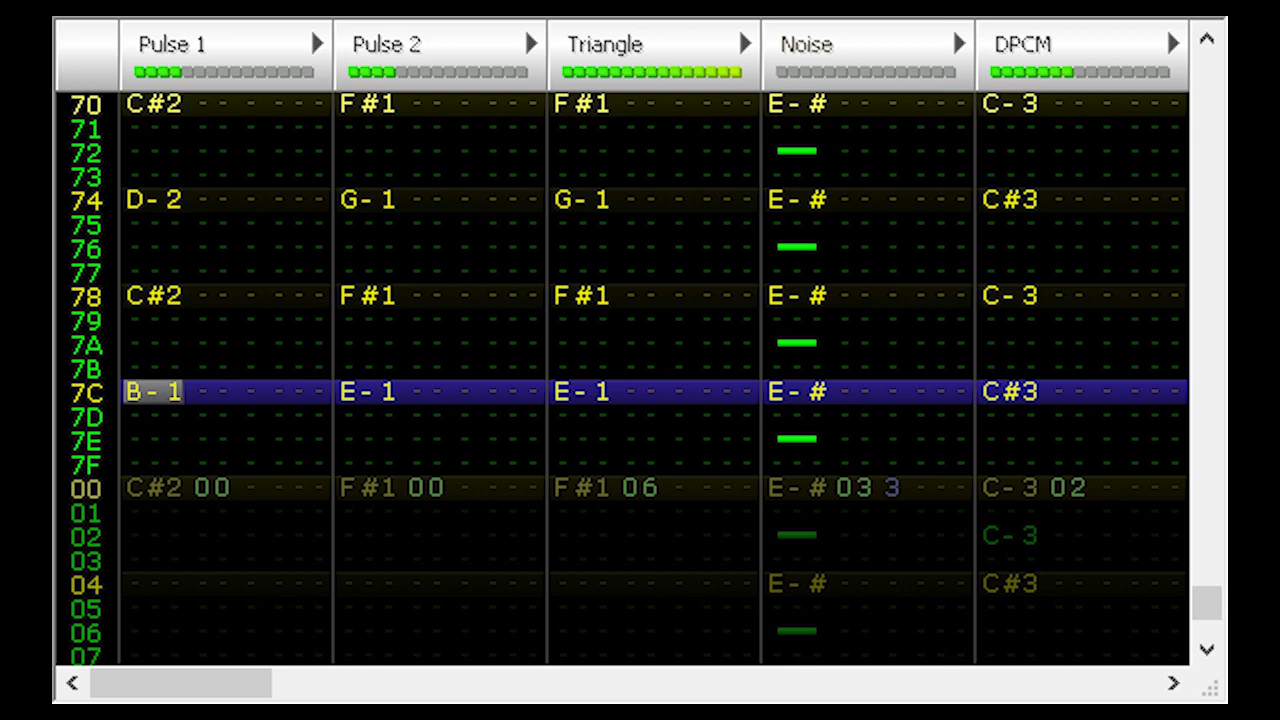 Pulse 1 Pulse 2 Triangle Noise DPCM
70 C#2 - - - - - - F#1 - - - - - - F#1 - - - - - - E-# - - - - - - C-3 - - - - - -
71
72
73
74 D-2 - - - - - - G-1 - - - - - - G-1 - - - - - - E-# - - - - - - C#3 - - - - - -
75
76
77
78 C#2 - - - - - - F#1 - - - - - - F#1 - - - - - - E-# - - - - - - C-3 - - - - - -
79
7A
7B
7C B-1 - - - - - - E-1 - - - - - - E-1 - - - - - - E-# - - - - - - C#3 - - - - - -
7D
7E
7F
00 C#2 00 - - - - F#1 00 - - - - F#1 06 - - - - E-# 03 3 - - - C-3 02 - - - -
01
02 C-3
03
04 E-# - - - - - - C#3 - - - - - -
05
06
07